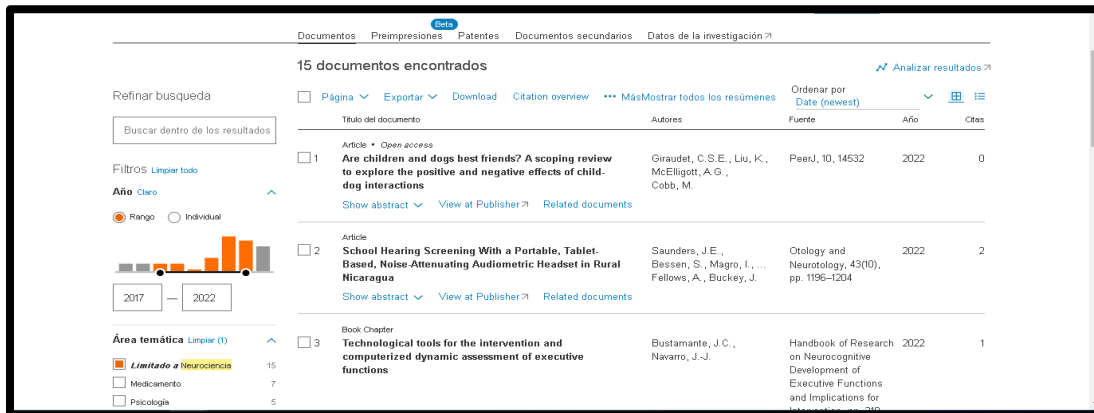 Beta
Documentos Preimpresiones Patentes Documentos secundarios Datos de la investigación
15 documentos encontrados
Analizar resultados
Refinar busqueda
Buscar dentro de los resultados
Filtros Limpiar todo
Año Claro
Rango Individual
2017 — 2022
Área temática Limpiar (1)
Limitado a Neurociencia 15
Medicamento 7
Psicología 5
Página Exportar Download Citation overview ••• MásMostrar todos los resúmenes
Ordenar por
Date (newest)
Titulo del documento Autores Fuente Año Citas
Article • Open access
1 Are children and dogs best friends? A scoping review Giraudet, C.S.E., Liu, K., PeerJ, 10, 14532 2022 0
to explore the positive and negative effects of child- McElligott, A.G.,
dog interactions Cobb, M.
Show abstract View at Publisher Related documents
Article
2 School Hearing Screening With a Portable, Tablet- Saunders, J.E., Otology and 2022 2
Based, Noise-Attenuating Audiometric Headset in Rural Bessen, S., Magro, I., ... Neurotology, 43(10),
Nicaragua Fellows, A., Buckey, J. pp. 1196–1204
Show abstract View at Publisher Related documents
Book Chapter
3 Technological tools for the intervention and Bustamante, J.C., Handbook of Research 2022 1
computerized dynamic assessment of executive Navarro, J.-J. on Neurocognitive
functions Development of
Executive Functions
and Implications for